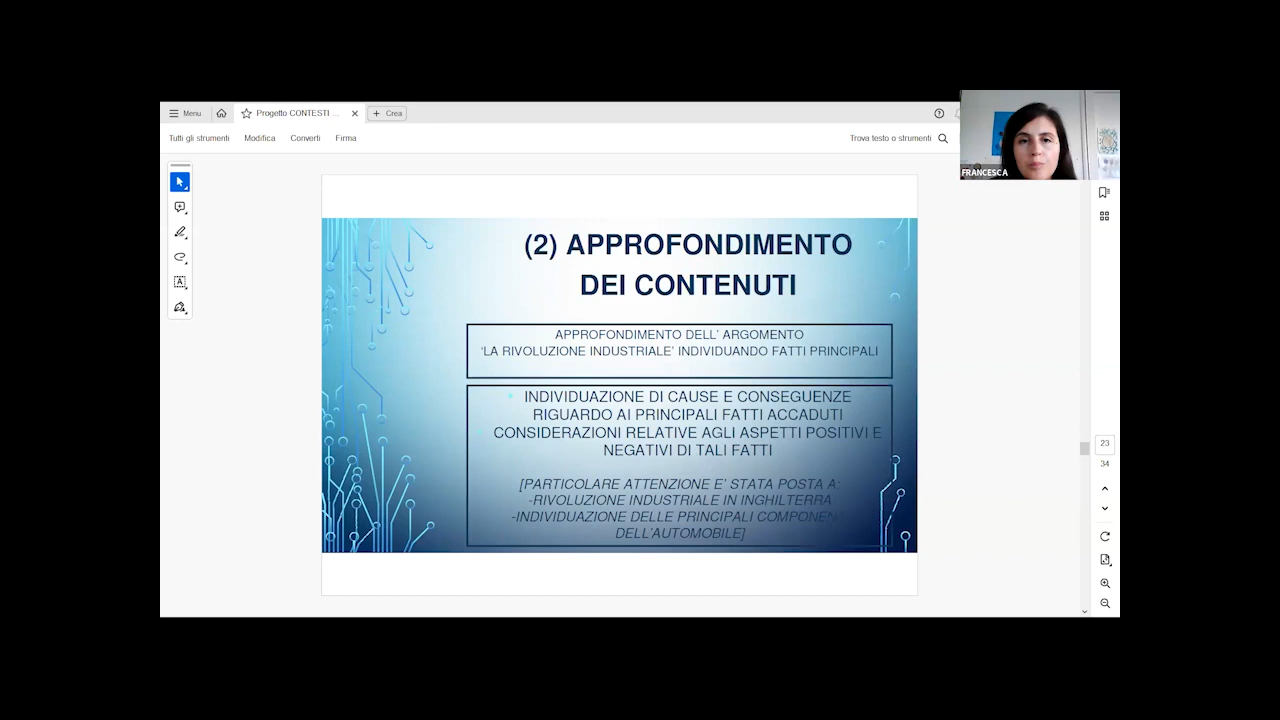 Menu
Progetto CONTESTI ...
Crea
Tutti gli strumenti
Modifica
Converti
Firma
Trova testo o strumenti
FRANCESCA
(2) APPROFONDIMENTO
DEI CONTENUTI
APPROFONDIMENTO DELL' ARGOMENTO
'LA RIVOLUZIONE INDUSTRIALE' INDIVIDUANDO FATTI PRINCIPALI
INDIVIDUAZIONE DI CAUSE E CONSEGUENZE
RIGUARDO AI PRINCIPALI FATTI ACCADUTI
CONSIDERAZIONI RELATIVE AGLI ASPETTI POSITIVI E
NEGATIVI DI TALI FATTI
[PARTICOLARE ATTENZIONE E' STATA POSTA A:
-RIVOLUZIONE INDUSTRIALE IN INGHILTERRA
-INDIVIDUAZIONE DELLE PRINCIPALI COMPONENTI
DELL'AUTOMOBILE]
23
34